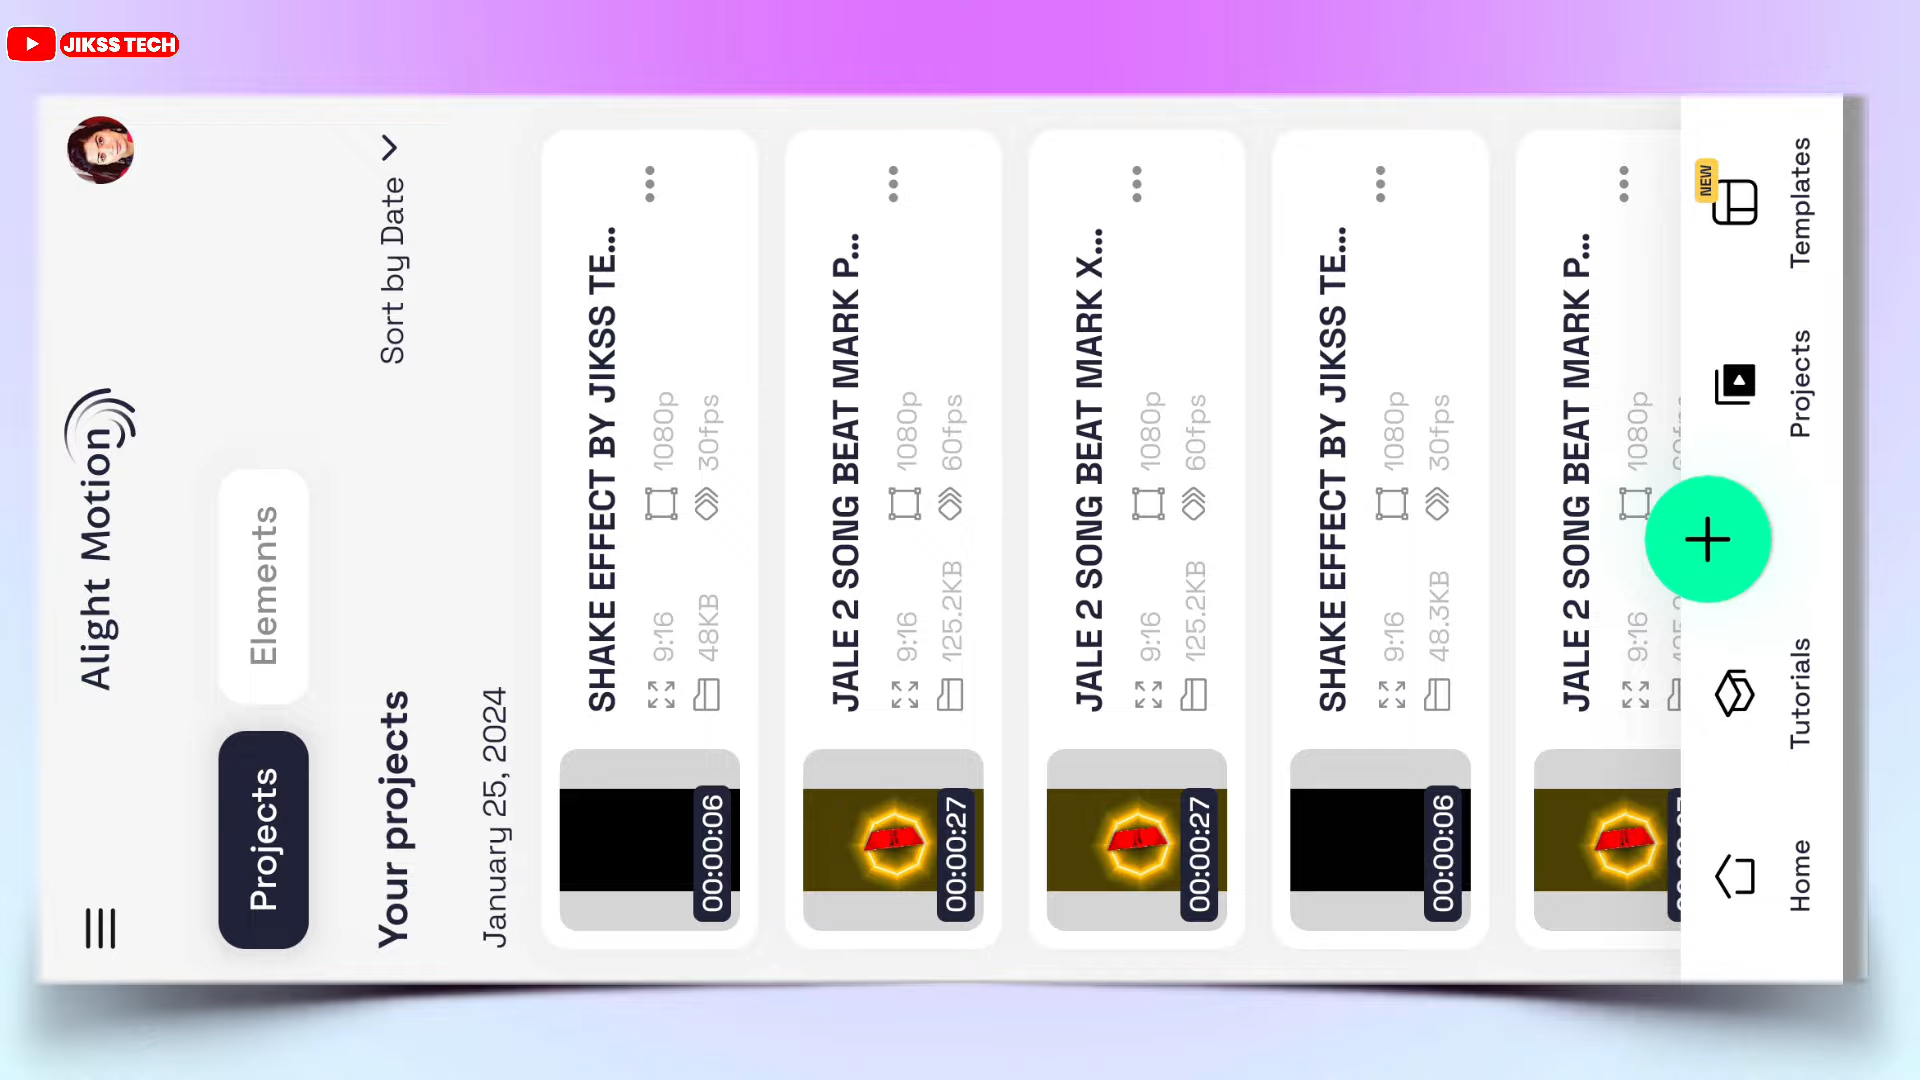 JIKSS TECH
Alight Motion
Projects
Elements
Your projects
Sort by Date
January 25, 2024
SHAKE EFFECT BY JIKSS TE...
9:16
1080p
48KB
30fps
00:00:06
JALE 2 SONG BEAT MARK P...
9:16
1080p
125.2KB
60fps
00:00:27
JALE 2 SONG BEAT MARK X...
9:16
1080p
125.2KB
60fps
00:00:27
SHAKE EFFECT BY JIKSS TE...
9:16
1080p
48.3KB
30fps
00:00:06
JALE 2 SONG BEAT MARK P...
9:16
1080p
Home
Tutorials
Projects
NEW
Templates